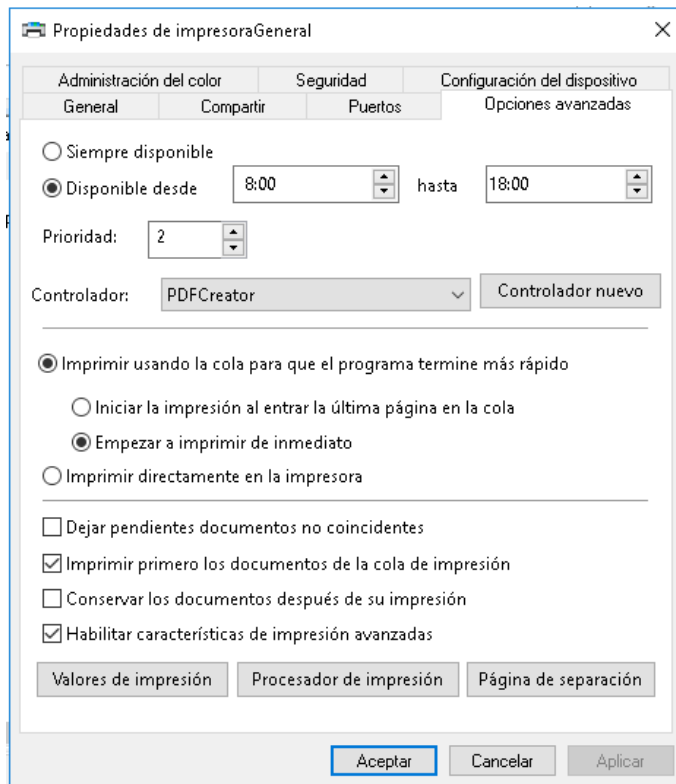 Propiedades de impresoraGeneral
Administración del color Seguridad Configuración del dispositivo
General Compartir Puertos Opciones avanzadas
Siempre disponible
Disponible desde 8:00 hasta 18:00
Prioridad: 2
Controlador: PDFCreator Controlador nuevo
Imprimir usando la cola para que el programa termine más rápido
Iniciar la impresión al entrar la última página en la cola
Empezar a imprimir de inmediato
Imprimir directamente en la impresora
Dejar pendientes documentos no coincidentes
Imprimir primero los documentos de la cola de impresión
Conservar los documentos después de su impresión
Habilitar características de impresión avanzadas
Valores de impresión Procesador de impresión Página de separación
Aceptar Cancelar Aplicar